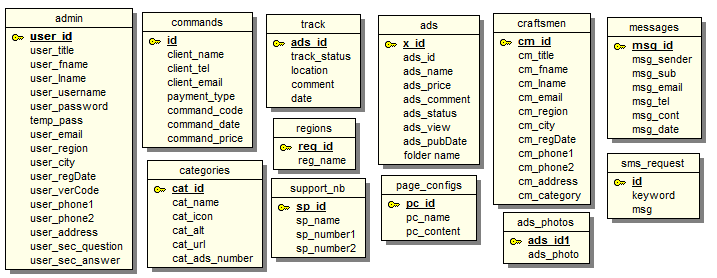 admin
user_id
user_title
user_fname
user_lname
user_username
user_password
temp_pass
user_email
user_region
user_city
user_regDate
user_verCode
user_phone1
user_phone2
user_address
user_sec_question
user_sec_answer
commands
id
client_name
client_tel
client_email
payment_type
command_code
command_date
command_price
categories
cat_id
cat_name
cat_icon
cat_alt
cat_url
cat_ads_number
track
ads_id
track_status
location
comment
date
regions
reg_id
reg_name
support_nb
sp_id
sp_name
sp_number1
sp_number2
ads
x_id
ads_id
ads_name
ads_price
ads_comment
ads_status
ads_view
ads_pubDate
folder name
page_configs
pc_id
pc_name
pc_content
craftsmen
cm_id
cm_title
cm_fname
cm_lname
cm_email
cm_region
cm_city
cm_regDate
cm_phone1
cm_phone2
cm_address
cm_category
ads_photos
ads_id1
ads_photo
messages
msg_id
msg_sender
msg_sub
msg_email
msg_tel
msg_cont
msg_date
sms_request
id
keyword
msg